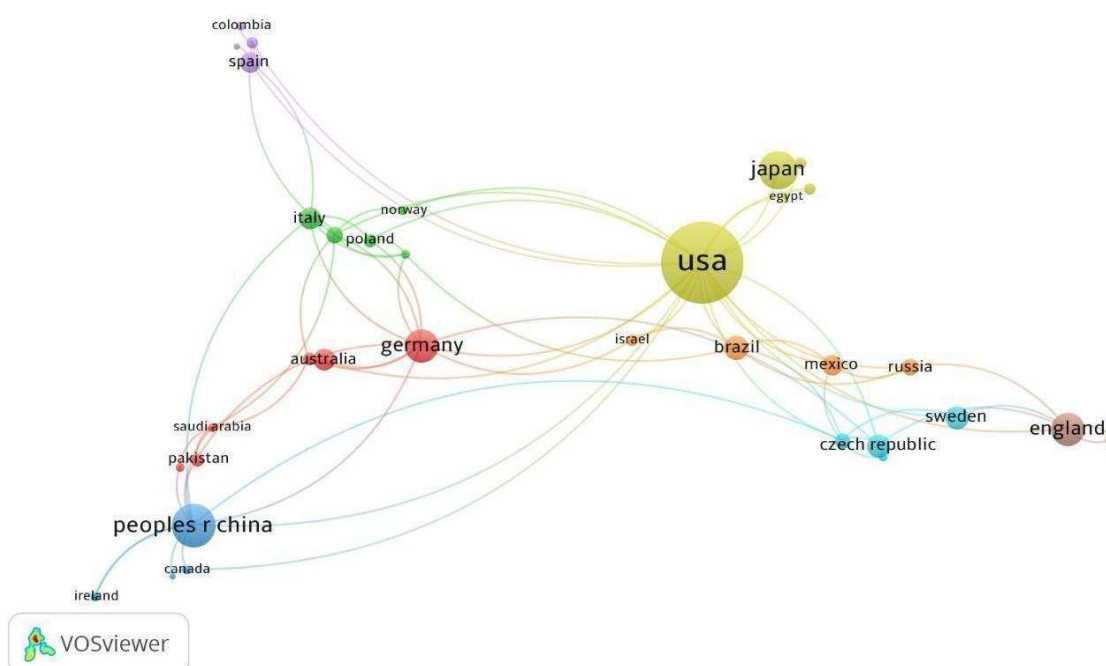 colombia
spain
japan
egypt
norway
italy
poland
usa
israel
germany
brazil
australia
mexico
russia
sweden
saudi arabia
england
czech republic
pakistan
peoples r china
canada
ireland
VOSviewer